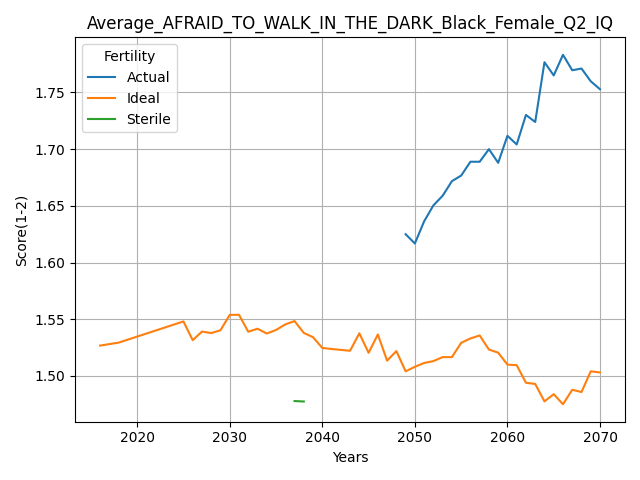 Average_AFRAID_TO_WALK_IN_THE_DARK_Black_Female_Q2_IQ
Fertility
Actual
Ideal
Sterile
Score(1-2)
1.75
1.70
1.65
1.60
1.55
1.50
2020 2030 2040 2050 2060 2070
Years